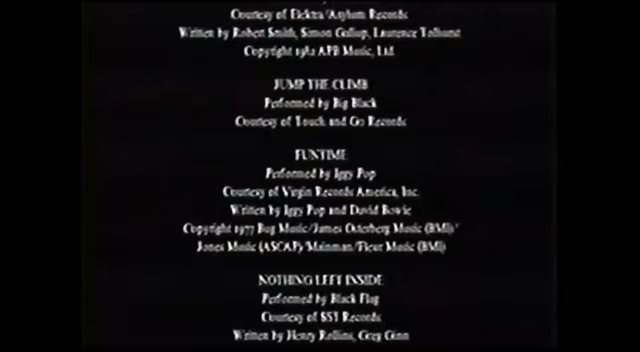 Courtesy of Elektra/Asylum Records
Written by Robert Smith, Simon Gallup, Laurence Tolhurst
Copyright 1982 APB Music, Ltd.
JUMP THE CLIMB
Performed by Big Black
Courtesy of Touch and Go Records
FUNTIME
Performed by Iggy Pop
Courtesy of Virgin Records America, Inc.
Written by Iggy Pop and David Bowie
Copyright 1977 Bug Music/James Osterberg Music (BMI)/
Jones Music (ASCAP)/Mainman/Fleur Music (BMI)
NOTHING LEFT INSIDE
Performed by Black Flag
Courtesy of SST Records
Written by Henry Rollins, Greg Ginn